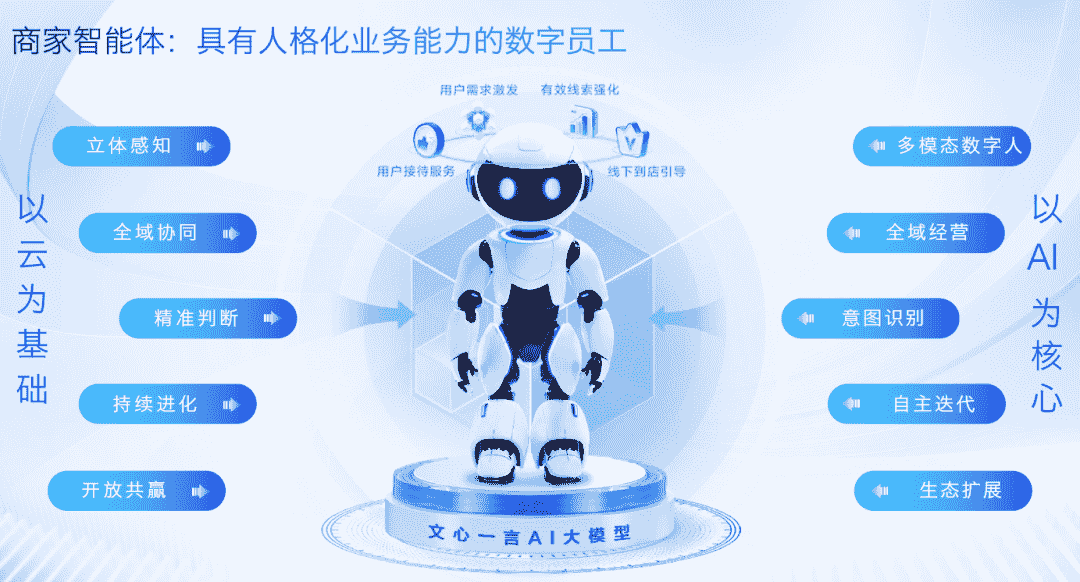 商家智能体：具有人格化业务能力的数字员工
用户需求激发
有效线索强化
用户接待服务
线下到店引导
以云为基础
立体感知
全域协同
精准判断
持续进化
开放共赢
多模态数字人
全域经营
意图识别
自主迭代
生态扩展
以AI为核心
文心一言AI大模型